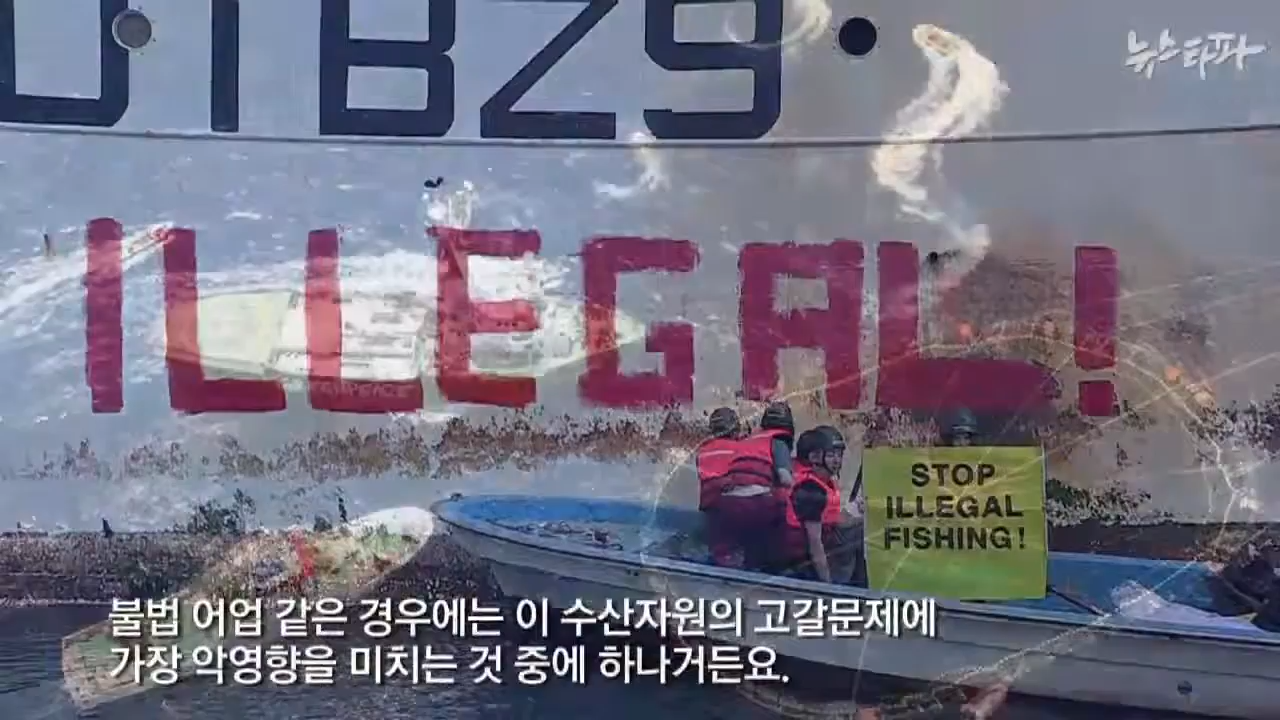 DTBZ9
뉴스타파
ILLEGAL!
GREENPEACE
STOP
ILLEGAL
FISHING!
불법 어업 같은 경우에는 이 수산자원의 고갈문제에
가장 악영향을 미치는 것 중에 하나거든요.